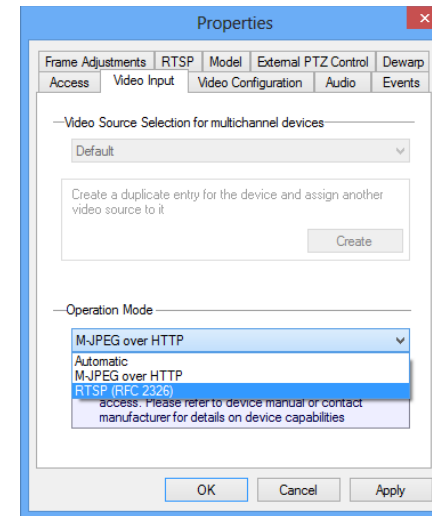 Properties
Frame Adjustments RTSP Model External PTZ Control Dewarp
Access Video Input Video Configuration Audio Events
Video Source Selection for multichannel devices
Default
Create a duplicate entry for the device and assign another
video source to it
Create
Operation Mode
M-JPEG over HTTP
Automatic
M-JPEG over HTTP
RTSP (RFC 2326)
access. Please refer to device manual or contact
manufacturer for details on device capabilities
OK Cancel Apply